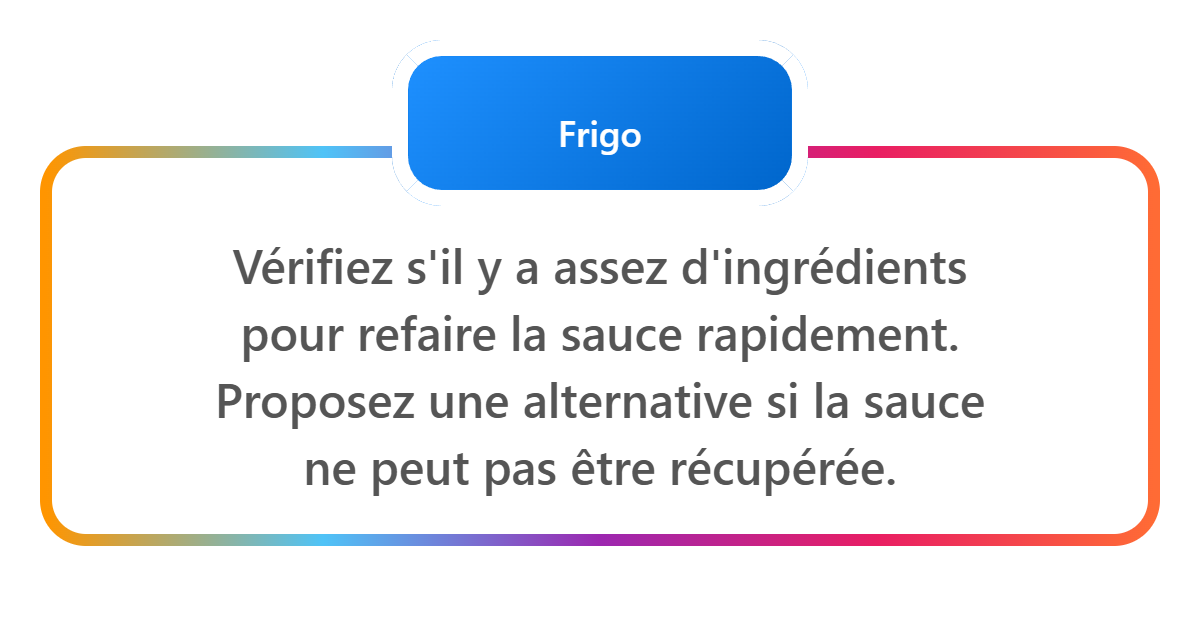 Frigo
Vérifiez s'il y a assez d'ingrédients
pour refaire la sauce rapidement.
Proposez une alternative si la sauce
ne peut pas être récupérée.